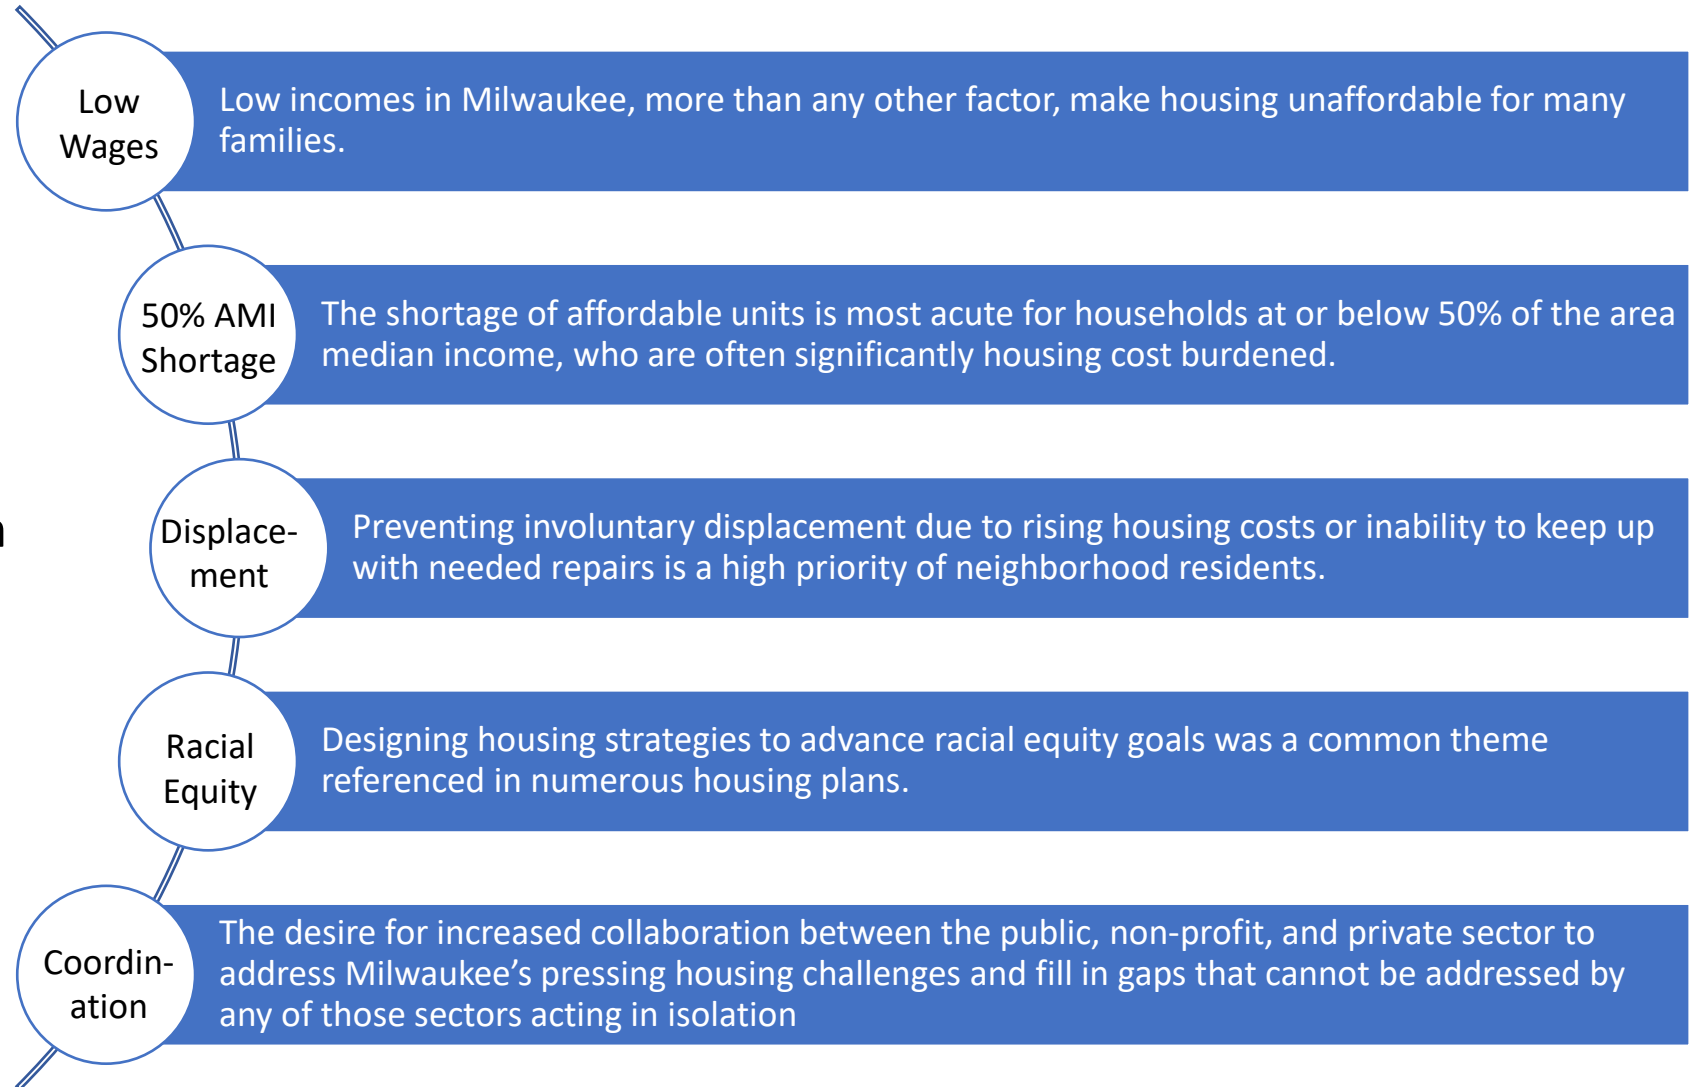 Low
Wages
Low incomes in Milwaukee, more than any other factor, make housing unaffordable for many
families.
50% AMI
Shortage
The shortage of affordable units is most acute for households at or below 50% of the area
median income, who are often significantly housing cost burdened.
Displace-
ment
Preventing involuntary displacement due to rising housing costs or inability to keep up
with needed repairs is a high priority of neighborhood residents.
Racial
Equity
Designing housing strategies to advance racial equity goals was a common theme
referenced in numerous housing plans.
Coordin-
ation
The desire for increased collaboration between the public, non-profit, and private sector to
address Milwaukee’s pressing housing challenges and fill in gaps that cannot be addressed by
any of those sectors acting in isolation